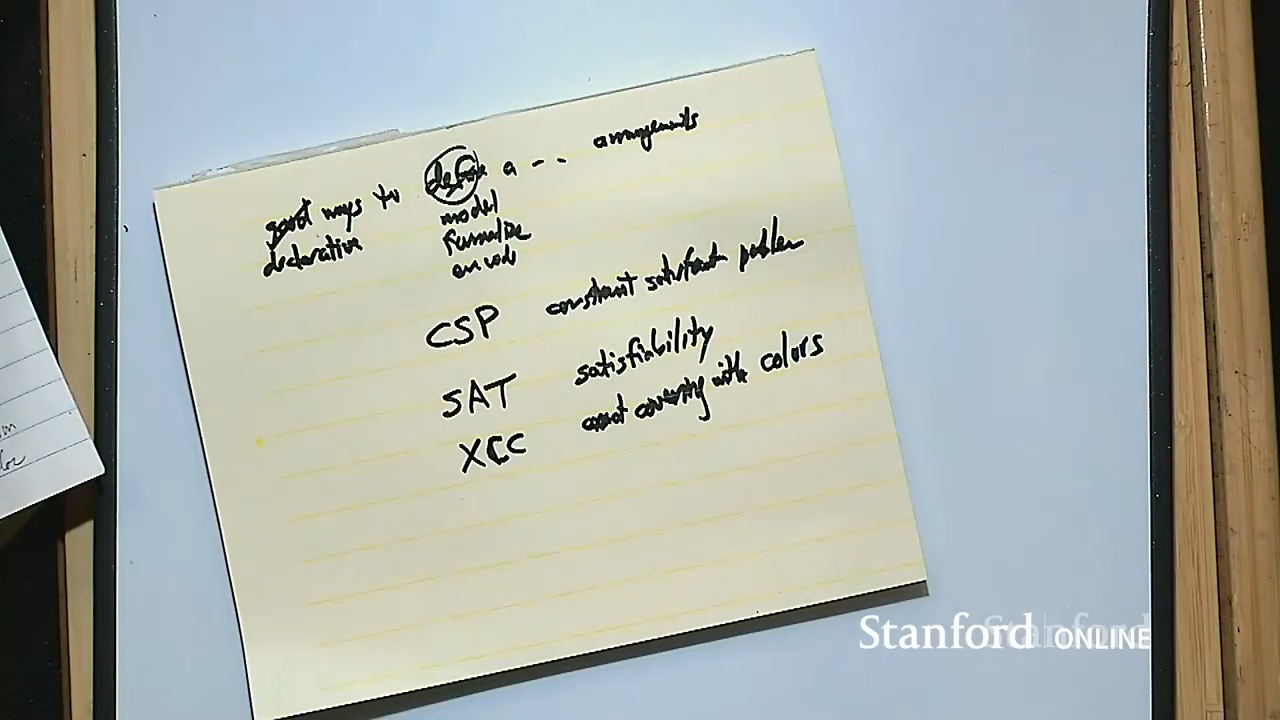 good ways to define a -- arrangements
declarative model
formulize
encode
CSP constraint satisfaction problem
SAT satisfiability
XCC exact covering with colors
Stanford ONLINE